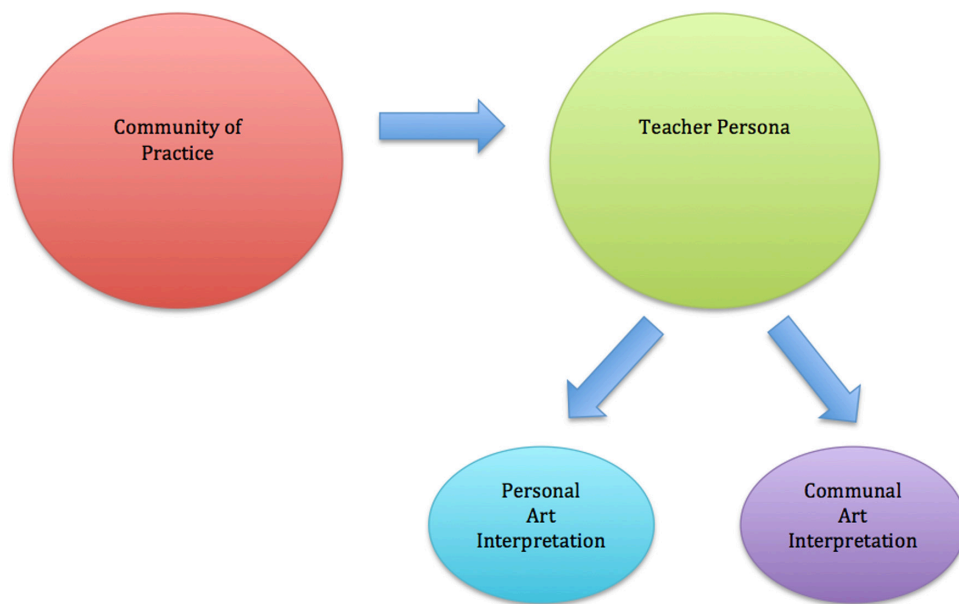 Community of
Practice
Teacher Persona
Personal
Art
Interpretation
Communal
Art
Interpretation